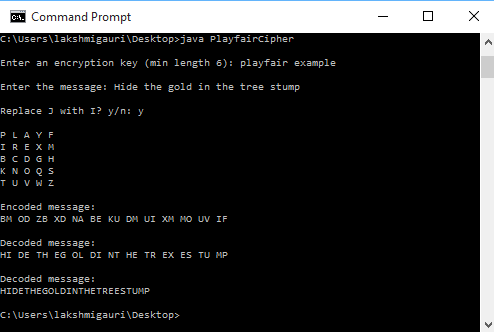 Command Prompt
C:\Users\lakshmigauri\Desktop>java PlayfairCipher
Enter an encryption key (min length 6): playfair example
Enter the message: Hide the gold in the tree stump
Replace J with I? y/n: y
P L A Y F
I R E X M
B C D G H
K N O Q S
T U V W Z
Encoded message:
BM OD ZB XD NA BE KU DM UI XM MO UV IF
Decoded message:
HI DE TH EG OL DI NT HE TR EX ES TU MP
Decoded message:
HIDETHEGOLDINTHETREESTUMP
C:\Users\lakshmigauri\Desktop>